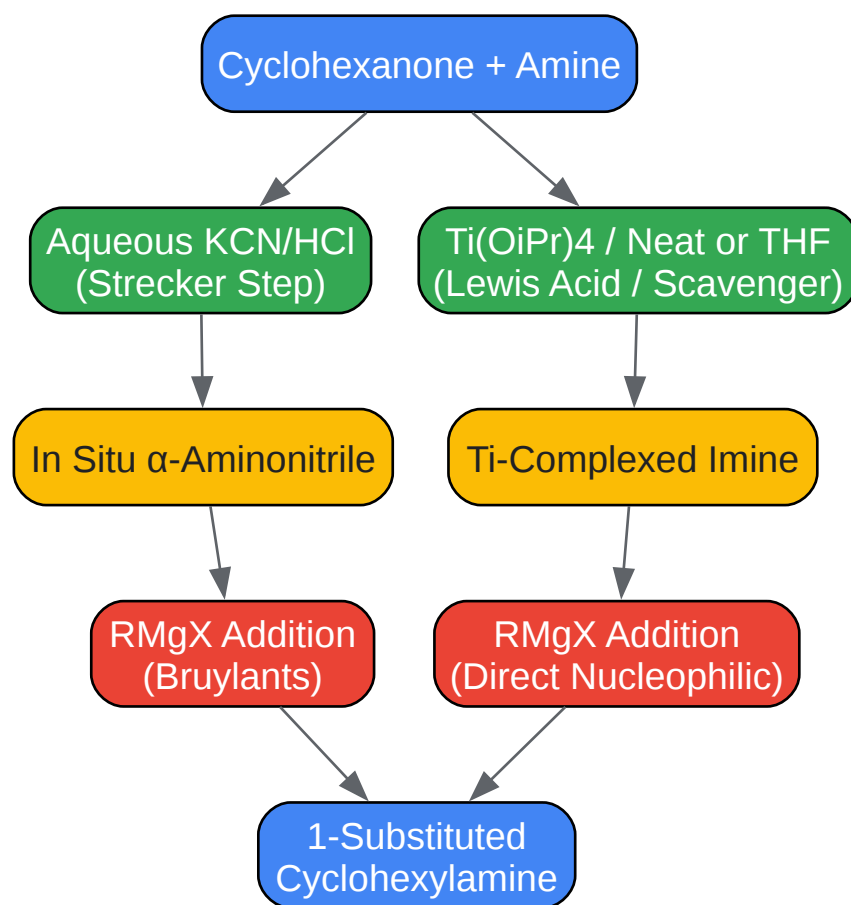 Cyclohexanone + Amine
Aqueous KCN/HCl
(Strecker Step)
Ti(OiPr)4 / Neat or THF
(Lewis Acid / Scavenger)
In Situ α-Aminonitrile
Ti-Complexed Imine
RMgX Addition
(Bruylants)
RMgX Addition
(Direct Nucleophilic)
1-Substituted
Cyclohexylamine